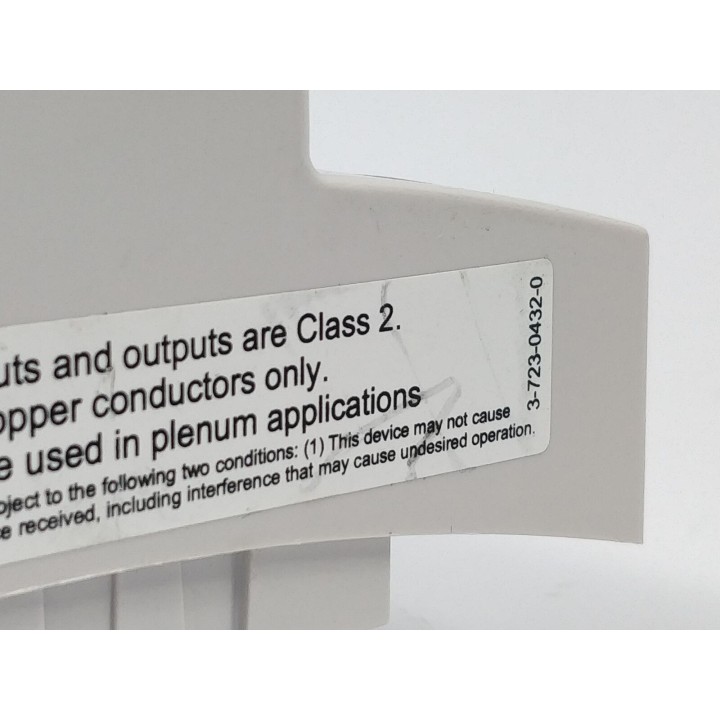 uts and outputs are Class 2.
opper conductors only.
e used in plenum applications
bject to the following two conditions: (1) This device may not cause
e received, including interference that may cause undesired operation.
3-723-0432-0